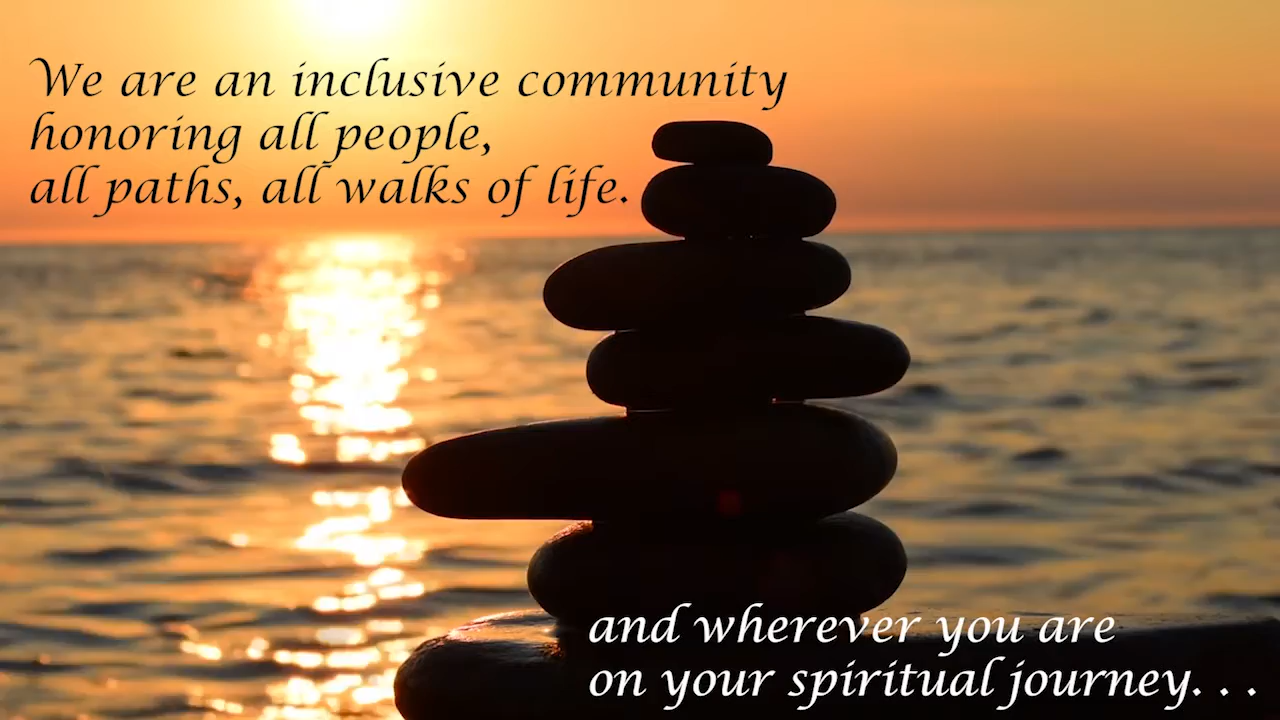 We are an inclusive community
honoring all people,
all paths, all walks of life.
and wherever you are
on your spiritual journey. . .